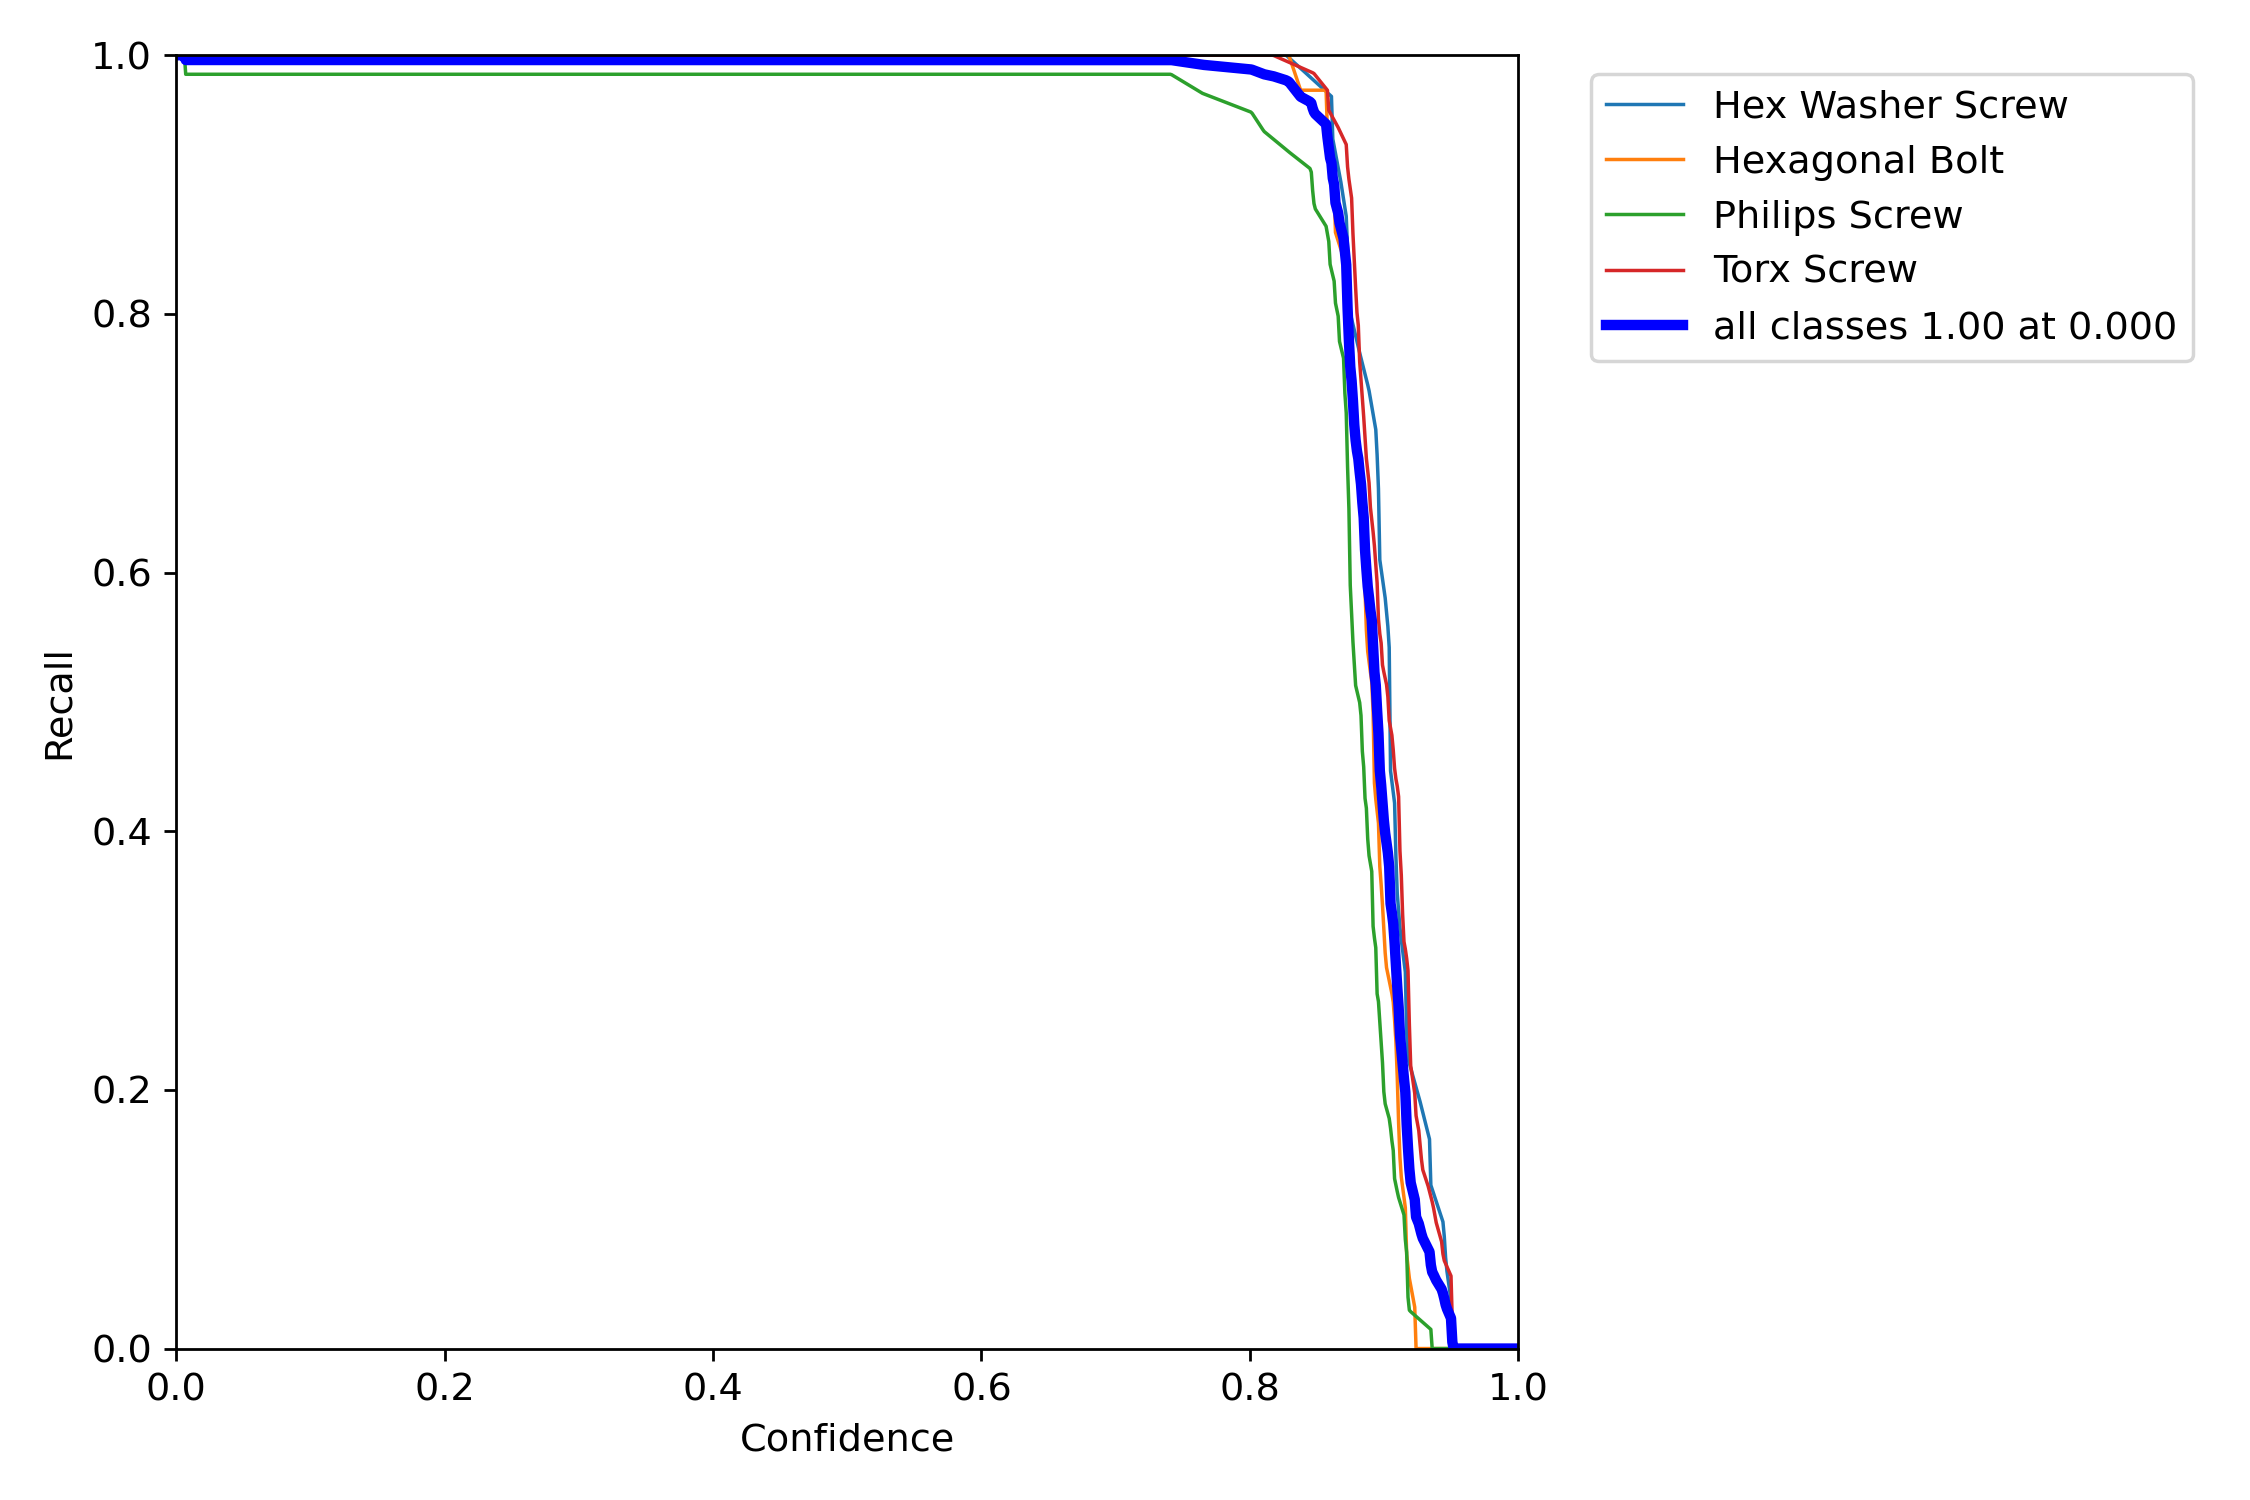 1.0
0.8
0.6
0.4
0.2
0.0
Recall
0.0 0.2 0.4 0.6 0.8 1.0
Confidence
Hex Washer Screw
Hexagonal Bolt
Philips Screw
Torx Screw
all classes 1.00 at 0.000